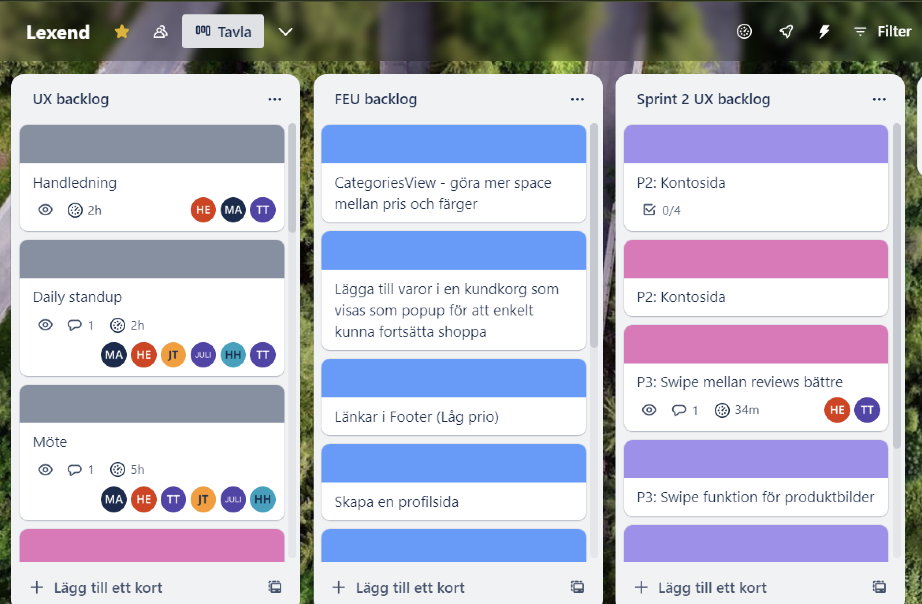 Lexend
Tavla
Filter
UX backlog
Handledning
2h
HE MA TT
Daily standup
1 2h
MA HE JT JULI HH TT
Möte
1 5h
MA HE TT JT JULI HH
Lägg till ett kort
FEU backlog
CategoriesView - göra mer space
mellan pris och färger
Lägga till varor i en kundkorg som
visas som popup för att enkelt
kunna fortsätta shoppa
Länkar i Footer (Låg prio)
Skapa en profilsida
Lägg till ett kort
Sprint 2 UX backlog
P2: Kontosida
0/4
P2: Kontosida
P3: Swipe mellan reviews bättre
1 34m
HE TT
P3: Swipe funktion för produktbilder
Lägg till ett kort